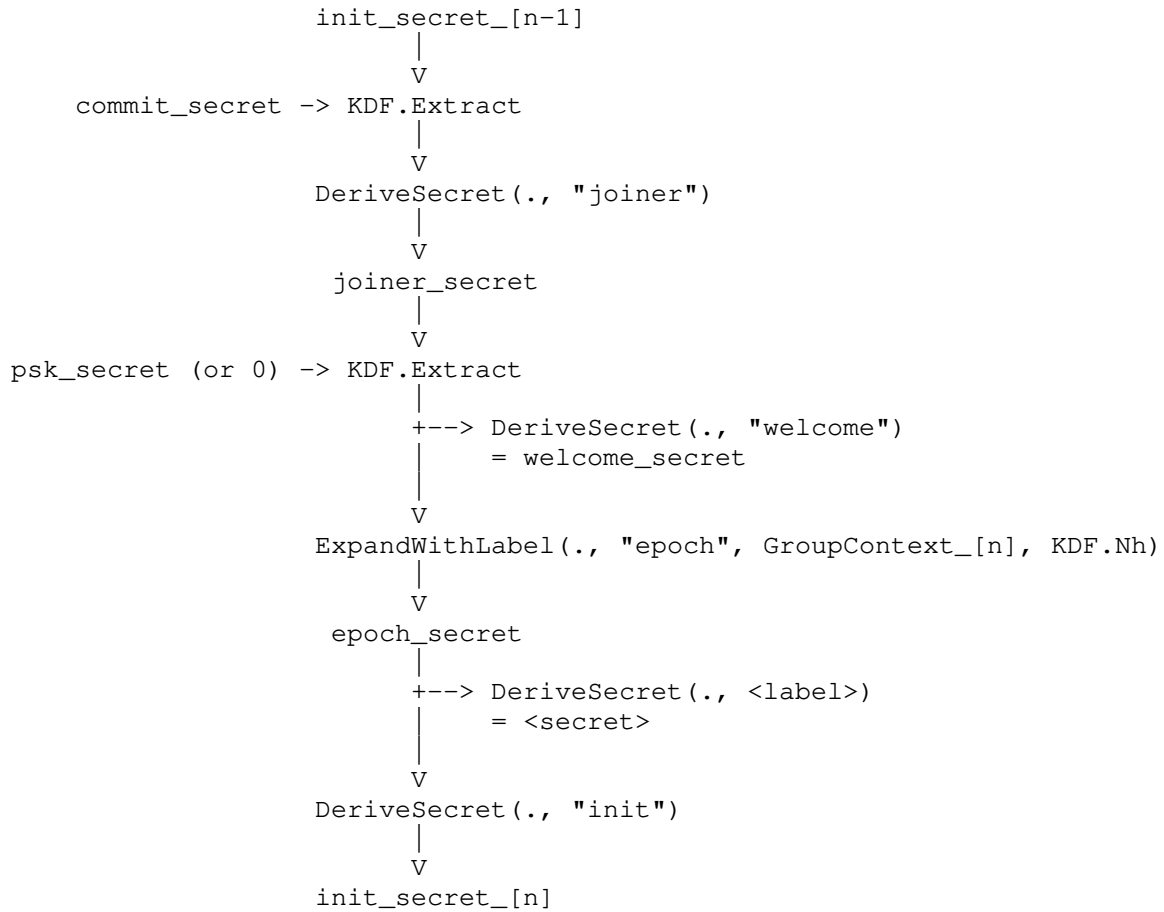 init_secret_[n-1]
|
V
commit_secret -> KDF.Extract
|
V
DeriveSecret(., "joiner")
|
V
joiner_secret
|
V
psk_secret (or 0) -> KDF.Extract
|
+--> DeriveSecret(., "welcome")
|    = welcome_secret
|
V
ExpandWithLabel(., "epoch", GroupContext_[n], KDF.Nh)
|
V
epoch_secret
|
+--> DeriveSecret(., <label>)
|    = <secret>
|
V
DeriveSecret(., "init")
|
V
init_secret_[n]